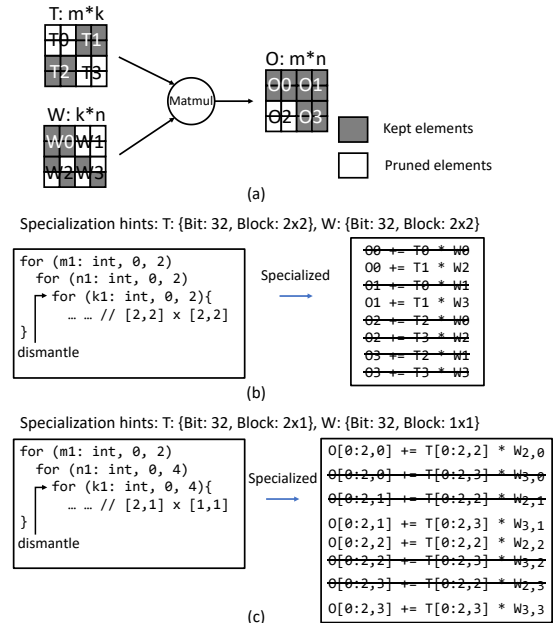 T: m*k
T0 T1
T2 T3
W: k*n
W0 W1
W2 W3
Matmul
O: m*n
O0 O1
O2 O3
Kept elements
Pruned elements
(a)
Specialization hints: T: {Bit: 32, Block: 2x2}, W: {Bit: 32, Block: 2x2}
for (m1: int, 0, 2)
for (n1: int, 0, 2)
for (k1: int, 0, 2){
… … // [2,2] x [2,2]
}
dismantle
Specialized
O0 += T0 * W0
O0 += T1 * W2
O1 += T0 * W1
O1 += T1 * W3
O2 += T2 * W0
O2 += T3 * W2
O3 += T2 * W1
O3 += T3 * W3
(b)
Specialization hints: T: {Bit: 32, Block: 2x1}, W: {Bit: 32, Block: 1x1}
for (m1: int, 0, 2)
for (n1: int, 0, 4)
for (k1: int, 0, 4){
… … // [2,1] x [1,1]
}
dismantle
Specialized
O[0:2,0] += T[0:2,2] * W2,0
O[0:2,0] += T[0:2,3] * W3,0
O[0:2,1] += T[0:2,2] * W2,1
O[0:2,1] += T[0:2,3] * W3,1
O[0:2,2] += T[0:2,2] * W2,2
O[0:2,2] += T[0:2,3] * W3,2
O[0:2,3] += T[0:2,2] * W2,3
O[0:2,3] += T[0:2,3] * W3,3
(c)